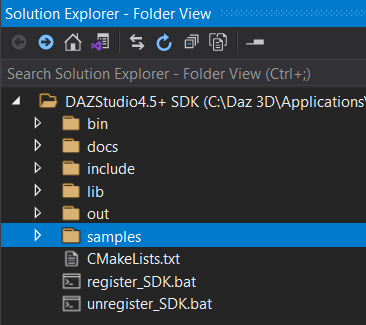 Solution Explorer - Folder View
Search Solution Explorer - Folder View (Ctrl+;)
DAZStudio4.5+ SDK (C:\Daz 3D\Applications\
bin
docs
include
lib
out
samples
CMakeLists.txt
register_SDK.bat
unregister_SDK.bat